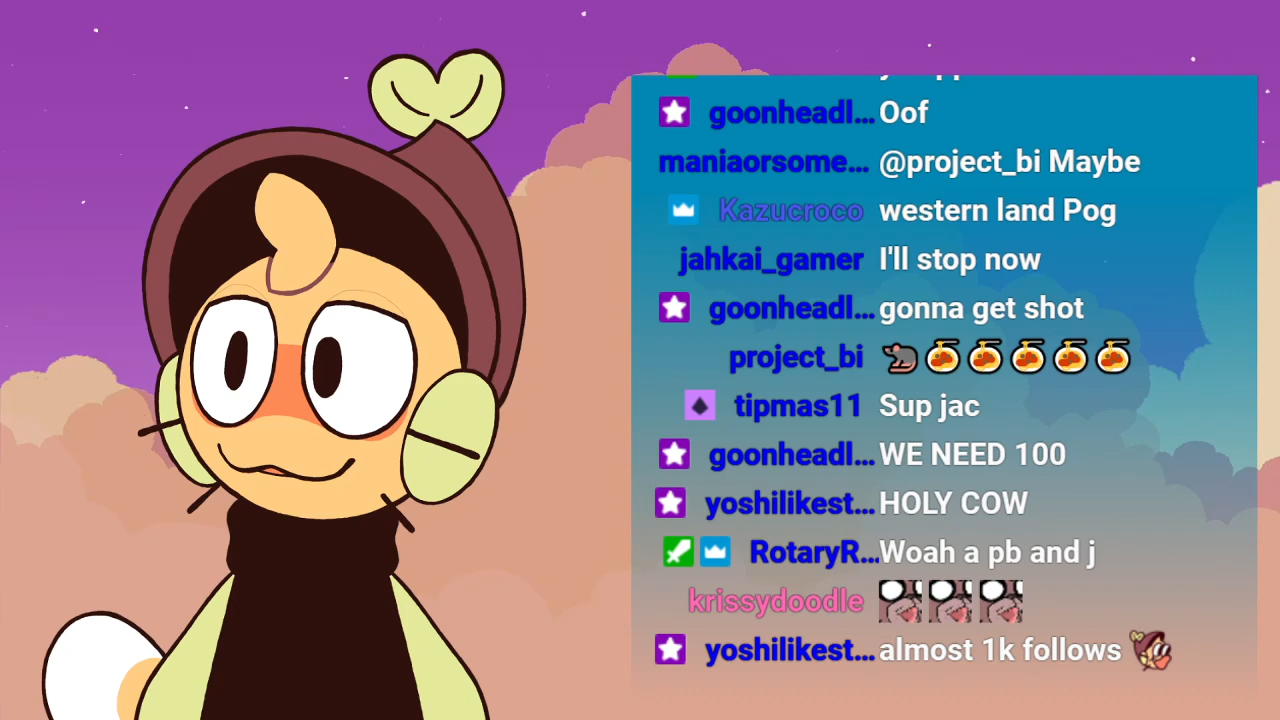 goonheadl... Oof
maniaorsome... @project_bi Maybe
Kazucroco western land Pog
jahkai_gamer I'll stop now
goonheadl... gonna get shot
project_bi
tipmas11 Sup jac
goonheadl... WE NEED 100
yoshilikest... HOLY COW
RotaryR... Woah a pb and j
krissydoodle
yoshilikest... almost 1k follows